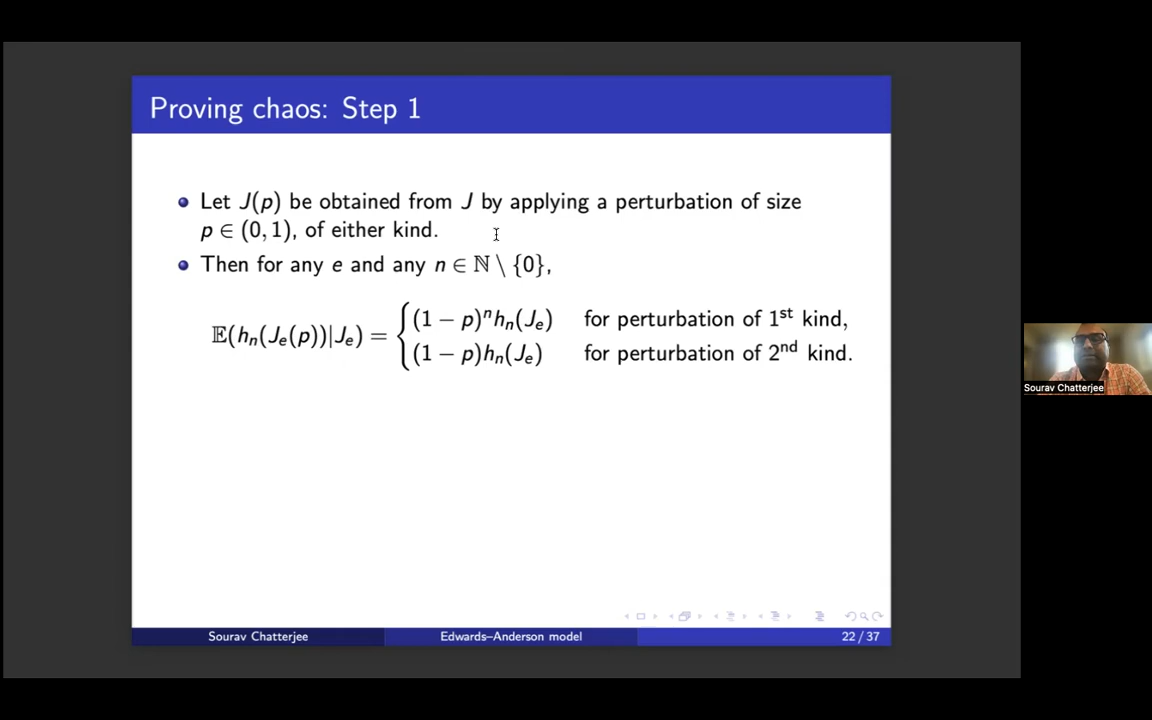 Proving chaos: Step 1
Let J(p) be obtained from J by applying a perturbation of size
p ∈ (0, 1), of either kind.
Then for any e and any n ∈ ℕ \ {0},
𝔼(hₙ(Jₑ(p))|Jₑ) = { (1 − p)ⁿhₙ(Jₑ) for perturbation of 1ˢᵗ kind,
(1 − p)hₙ(Jₑ) for perturbation of 2ⁿᵈ kind.
Sourav Chatterjee
Sourav Chatterjee Edwards–Anderson model 22 / 37